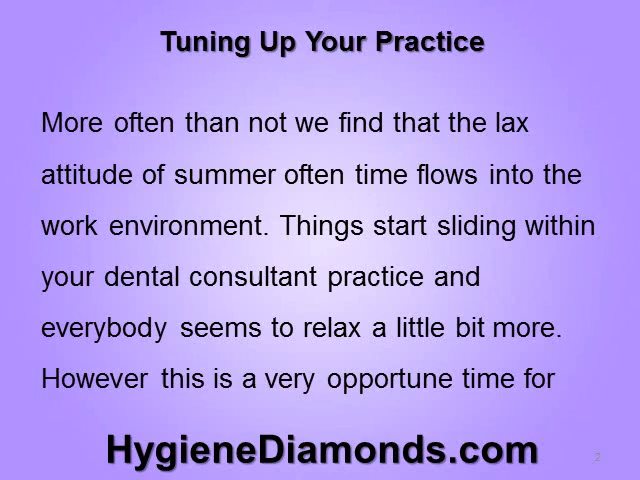 Tuning Up Your Practice
More often than not we find that the lax
attitude of summer often time flows into the
work environment. Things start sliding within
your dental consultant practice and
everybody seems to relax a little bit more.
However this is a very opportune time for
HygieneDiamonds.com
2